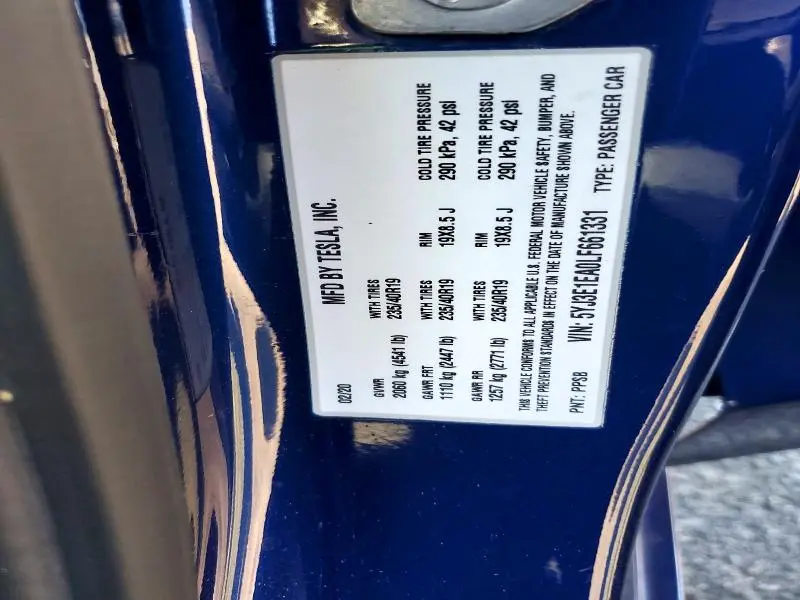 MFD BY TESLA, INC.
02/20
GVWR WITH TIRES
2060 kg (4541 lb) 235/40R19
GAWR FRT WITH TIRES RIM COLD TIRE PRESSURE
1110 kg (2447 lb) 235/40R19 19X8.5 J 290 kPa, 42 psi
GAWR RR WITH TIRES RIM COLD TIRE PRESSURE
1257 kg (2771 lb) 235/40R19 19X8.5 J 290 kPa, 42 psi
THIS VEHICLE CONFORMS TO ALL APPLICABLE U.S. FEDERAL MOTOR VEHICLE SAFETY, BUMPER, AND
THEFT PREVENTION STANDARDS IN EFFECT ON THE DATE OF MANUFACTURE SHOWN ABOVE.
PNT: PPSB VIN: 5YJ3E1EA0LF661331 TYPE: PASSENGER CAR